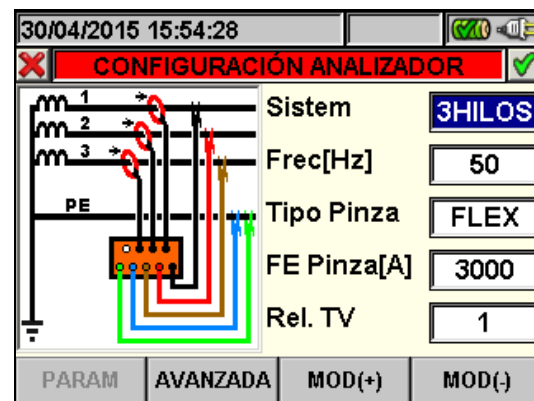 30/04/2015 15:54:28
CONFIGURACIÓN ANALIZADOR
1
2
3
PE
Sistem 3HILOS
Frec[Hz] 50
Tipo Pinza FLEX
FE Pinza[A] 3000
Rel. TV 1
PARAM AVANZADA MOD(+) MOD(-)